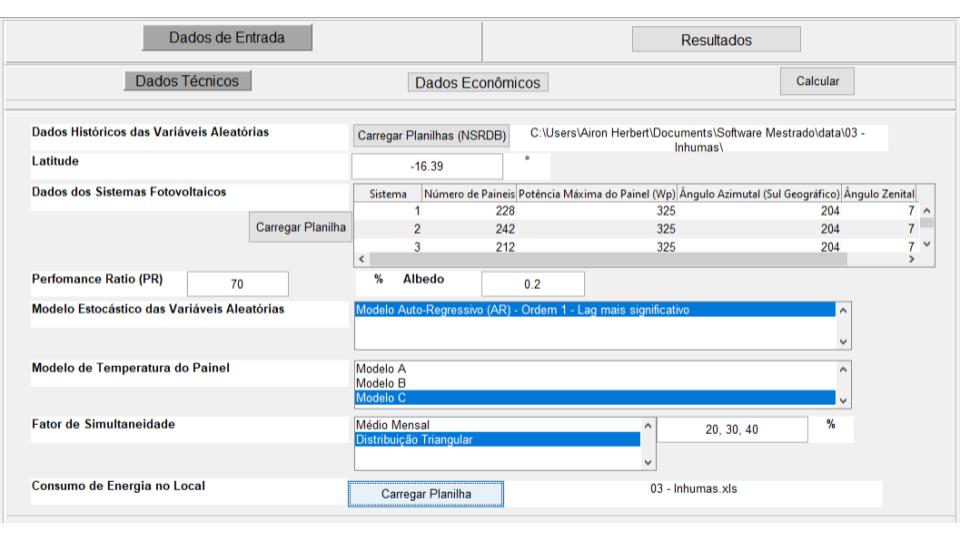 Dados de Entrada Resultados
Dados Técnicos Dados Econômicos Calcular
Dados Históricos das Variáveis Aleatórias Carregar Planilhas (NSRDB) C:\Users\Airon Herbert\Documents\Software Mestrado\data\03 -
Inhumas\
Latitude -16.39 °
Dados dos Sistemas Fotovoltaicos Sistema Número de Paineis Potência Máxima do Painel (Wp) Ângulo Azimutal (Sul Geográfico) Ângulo Zenital
1 228 325 204 7
Carregar Planilha 2 242 325 204 7
3 212 325 204 7
Perfomance Ratio (PR) 70 % Albedo 0.2
Modelo Estocástico das Variáveis Aleatórias Modelo Auto-Regressivo (AR) - Ordem 1 - Lag mais significativo
Modelo de Temperatura do Painel Modelo A
Modelo B
Modelo C
Fator de Simultaneidade Médio Mensal 20, 30, 40 %
Distribuição Triangular
Consumo de Energia no Local Carregar Planilha 03 - Inhumas.xls